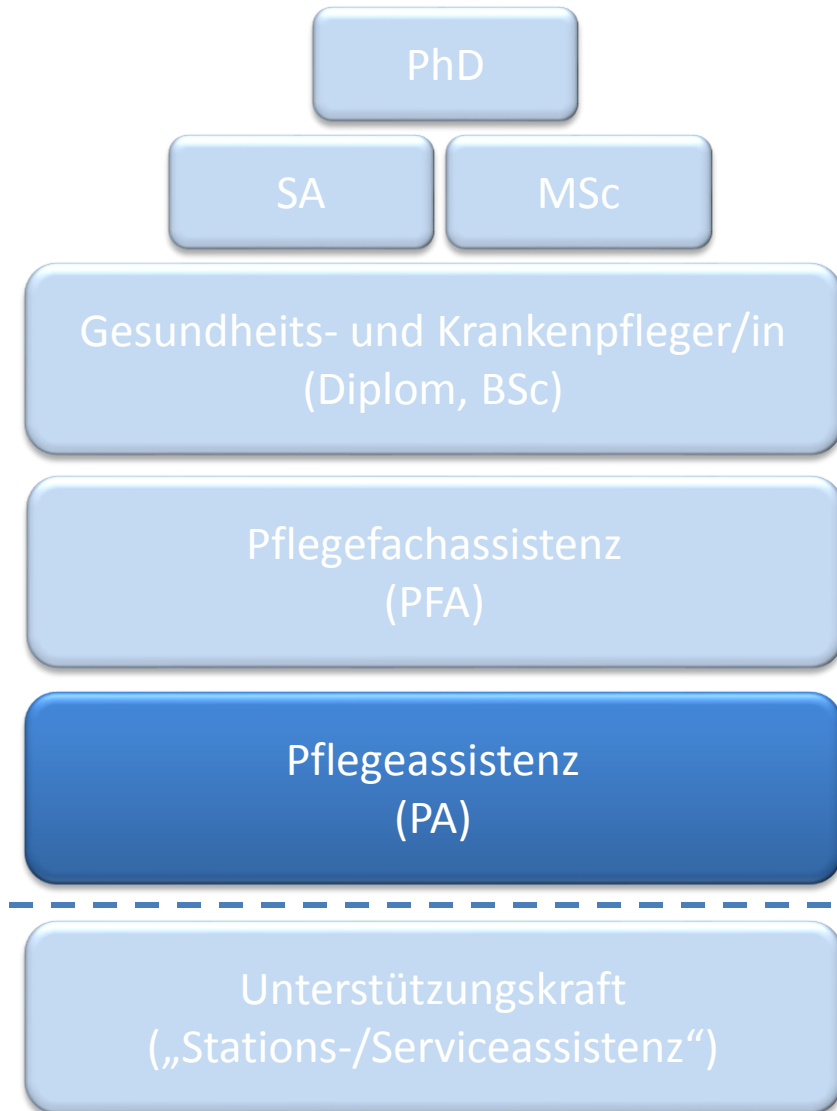 PhD
SA
MSc
Gesundheits- und Krankenpfleger/in
(Diplom, BSc)
Pflegefachassistenz
(PFA)
Pflegeassistenz
(PA)
Unterstützungskraft
(„Stations-/Serviceassistenz“)